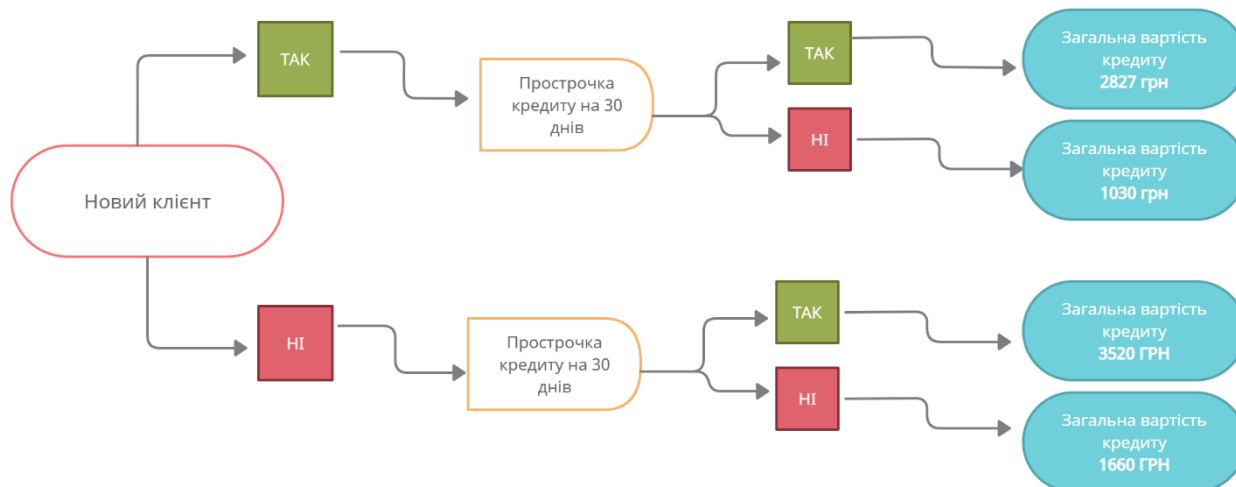 Новий клієнт
ТАК
Прострочка
кредиту на 30
днів
ТАК
Загальна вартість
кредиту
2827 грн
НІ
Загальна вартість
кредиту
1030 грн
НІ
Прострочка
кредиту на 30
днів
ТАК
Загальна вартість
кредиту
3520 ГРН
НІ
Загальна вартість
кредиту
1660 ГРН